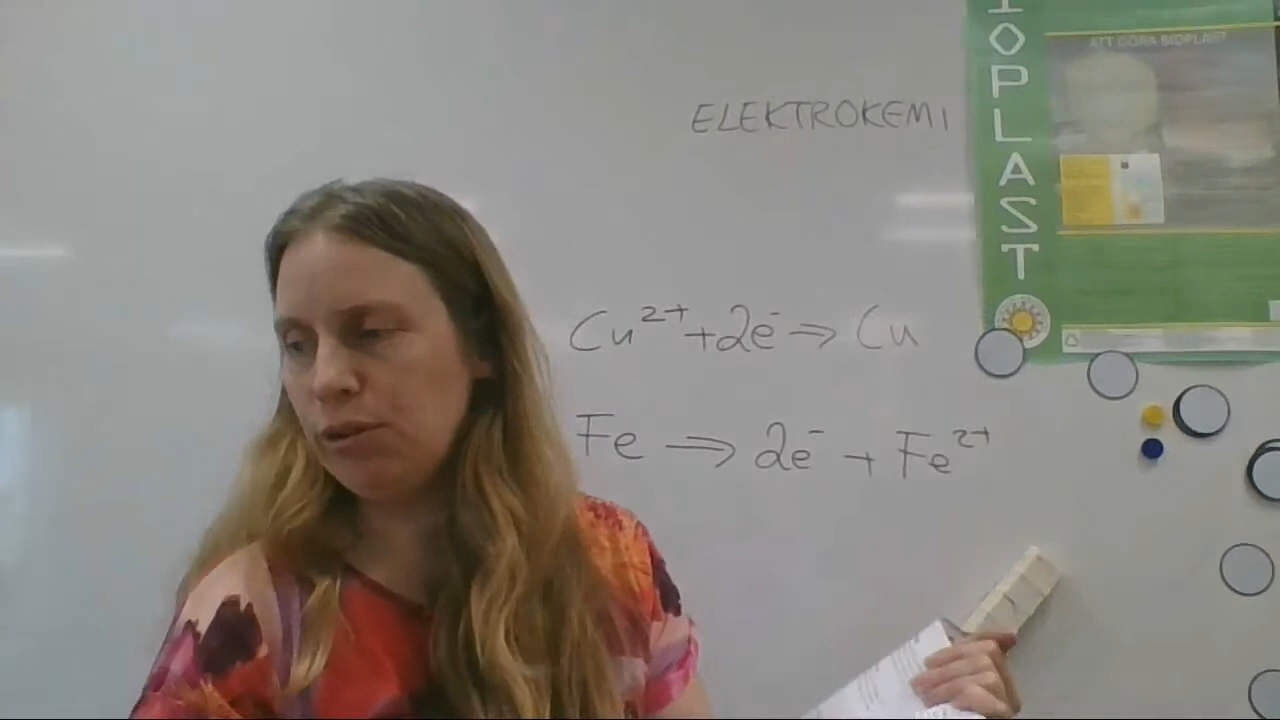 ELEKTROKEMI
IOPLAST
ATT GÖRA BIOPLAST
Cu²⁺+2e⁻⇒ Cu
Fe ⇒ 2e⁻ + Fe²⁺